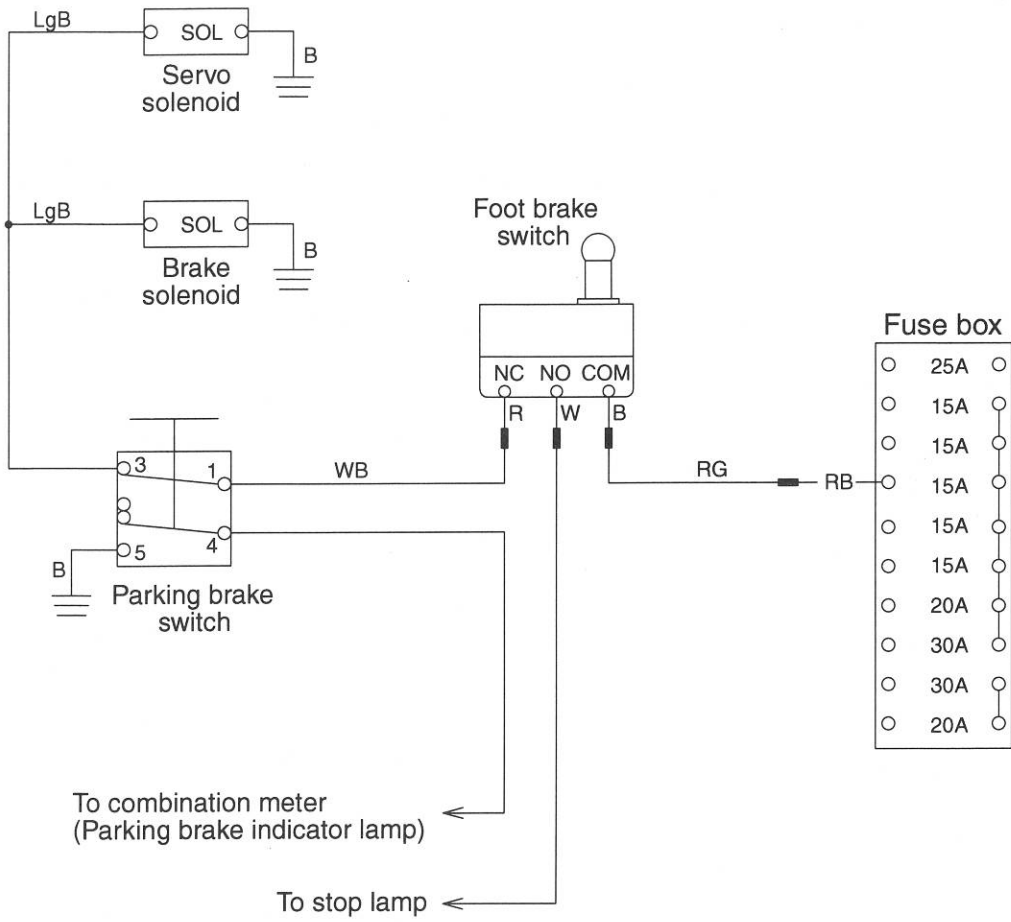 LgB
SOL
B
Servo
solenoid
LgB
SOL
B
Brake
solenoid
Foot brake
switch
NC NO COM
R W B
Fuse box
25A
15A
15A
15A
15A
15A
20A
30A
30A
20A
3 1
WB
RG
RB
4
5
B
Parking brake
switch
To combination meter
(Parking brake indicator lamp)
To stop lamp